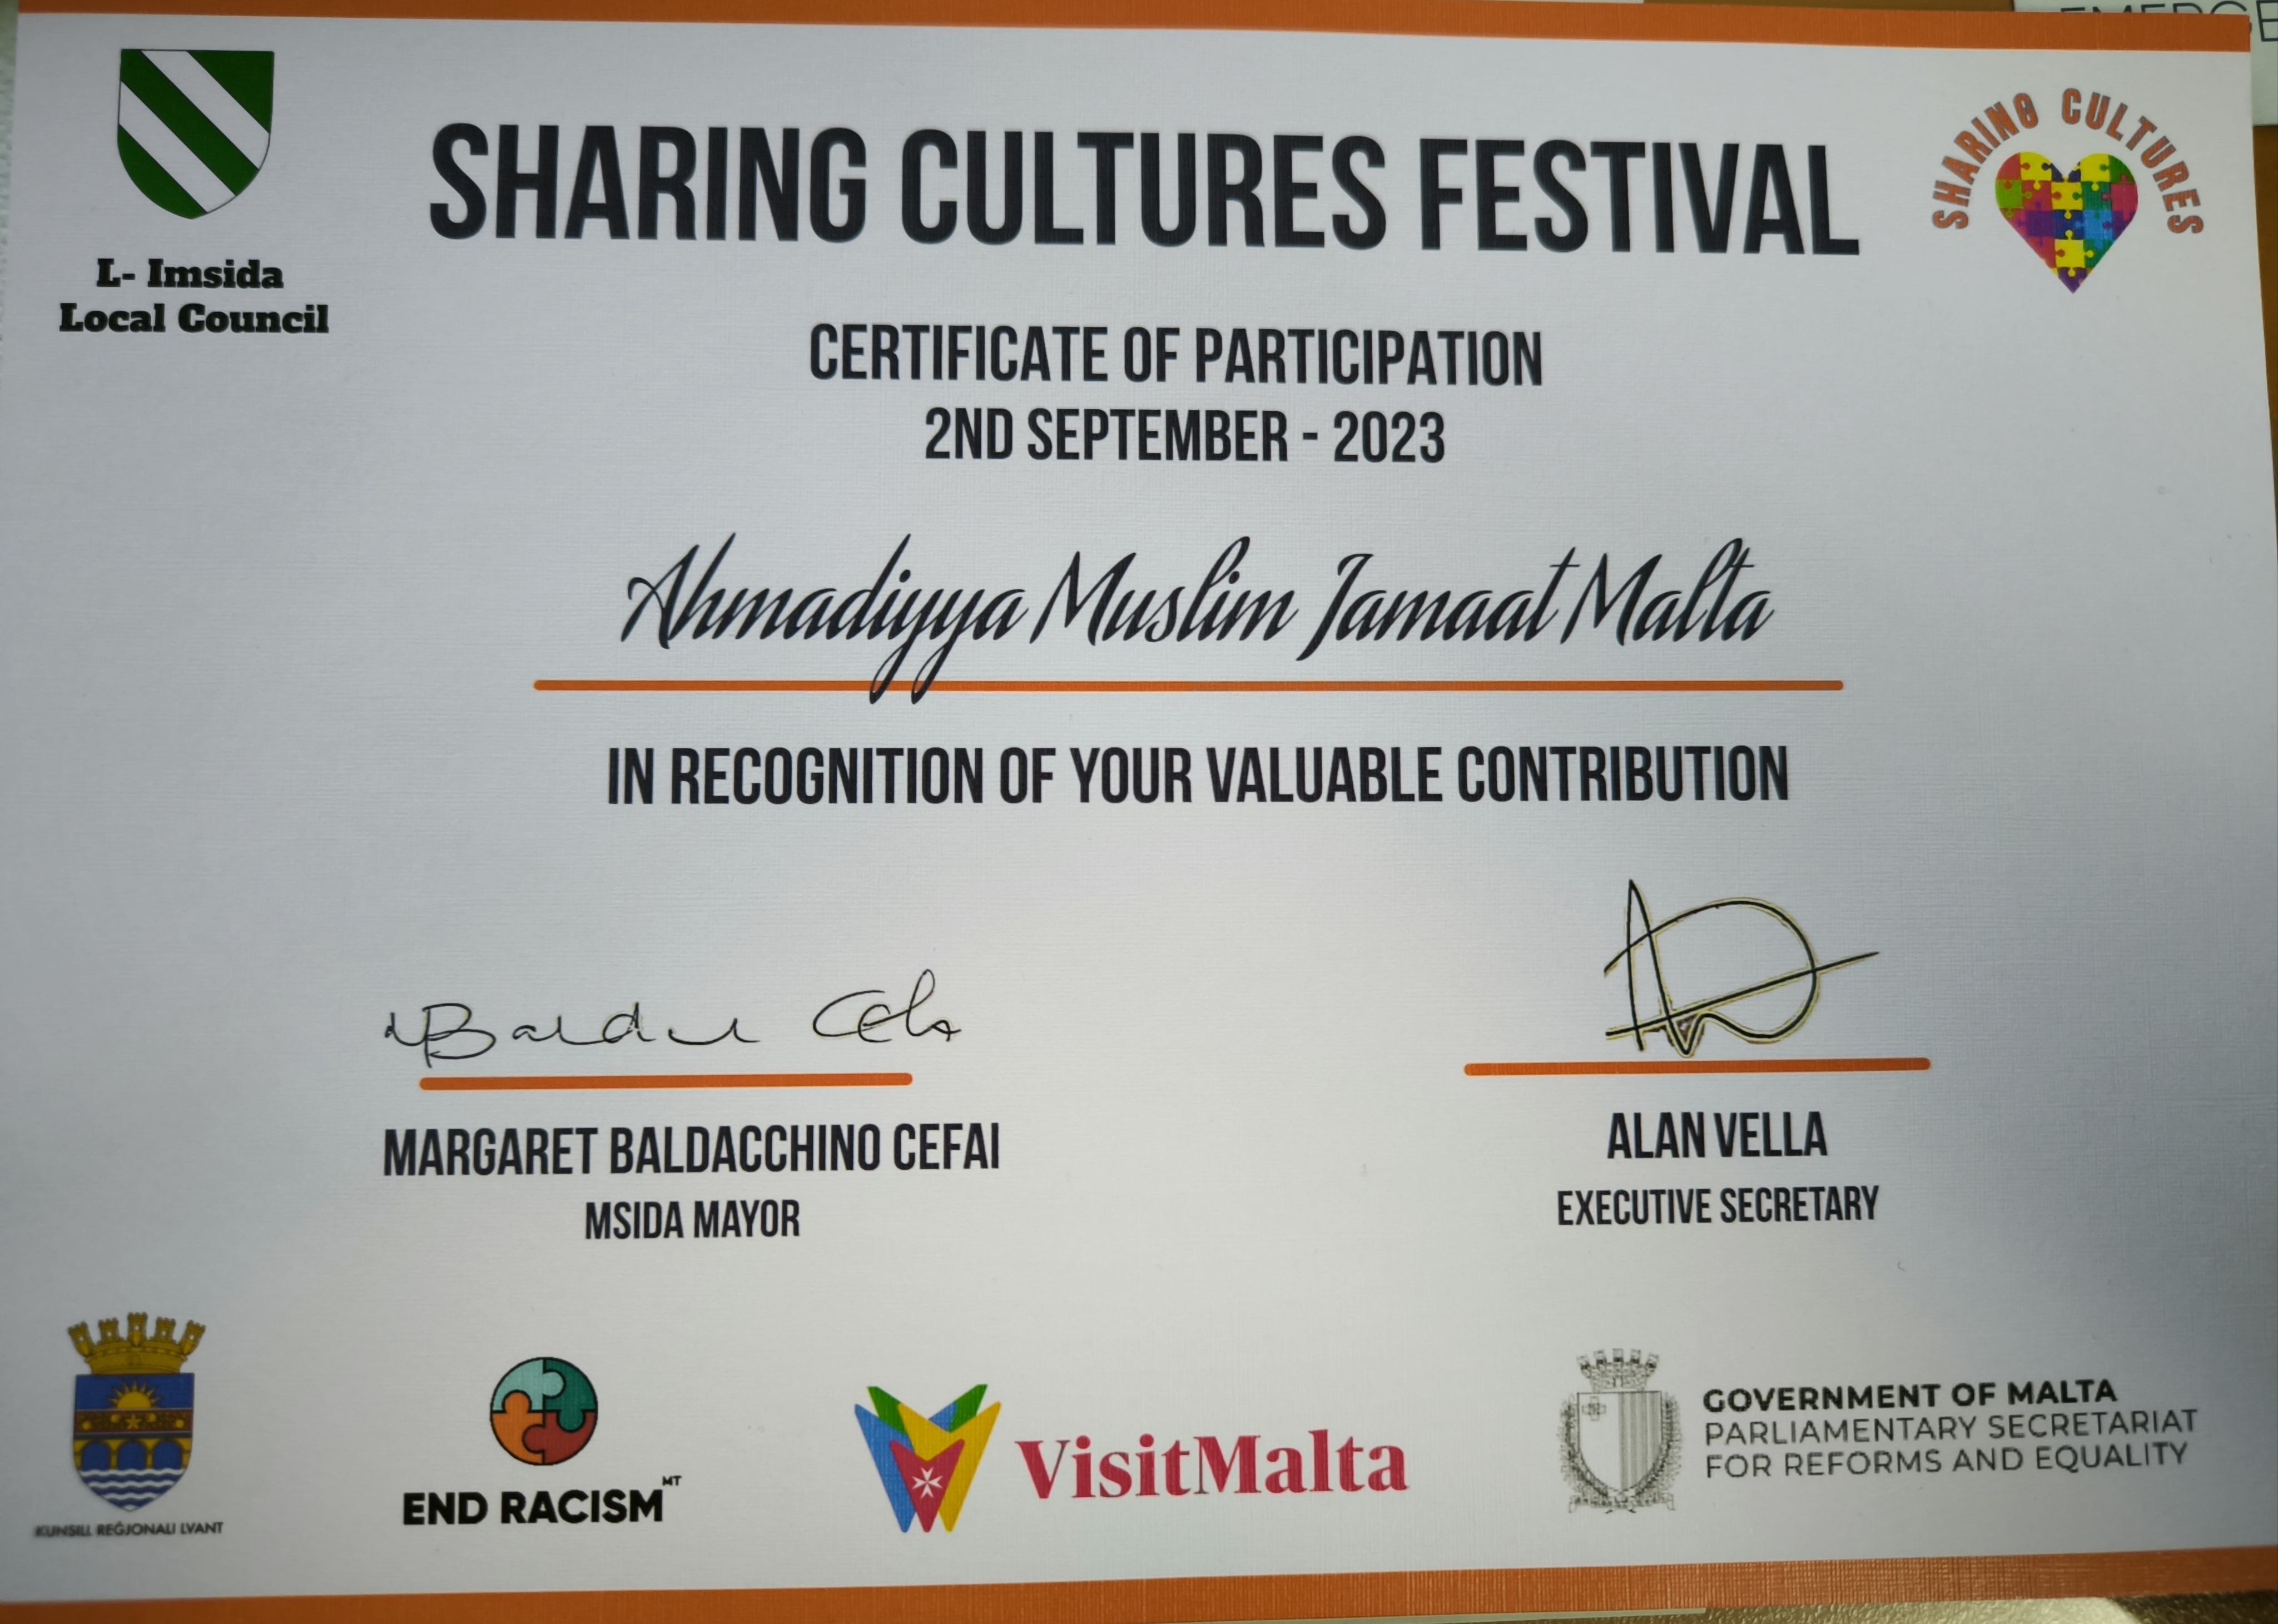 L- Imsida
Local Council
SHARING CULTURES FESTIVAL
SHARING CULTURES
CERTIFICATE OF PARTICIPATION
2ND SEPTEMBER - 2023
Ahmadiyya Muslim Jamaat Malta
IN RECOGNITION OF YOUR VALUABLE CONTRIBUTION
MARGARET BALDACCHINO CEFAI
MSIDA MAYOR
ALAN VELLA
EXECUTIVE SECRETARY
KUNSILL REĠJONALI LVANT
END RACISM MT
VisitMalta
GOVERNMENT OF MALTA
PARLIAMENTARY SECRETARIAT
FOR REFORMS AND EQUALITY